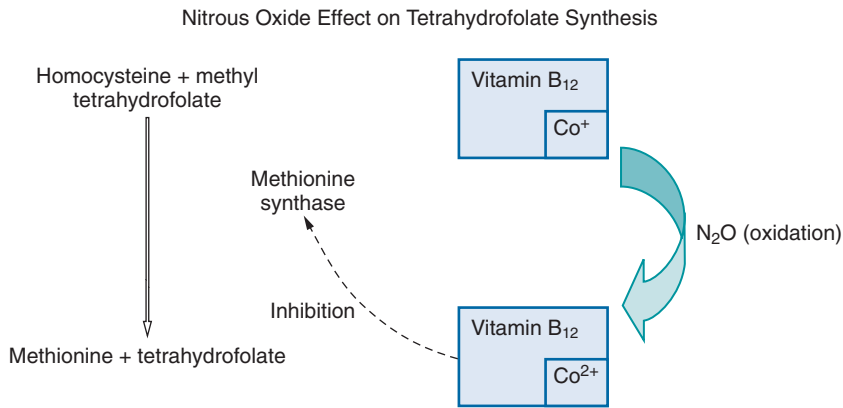 Nitrous Oxide Effect on Tetrahydrofolate Synthesis
Homocysteine + methyl
tetrahydrofolate
Vitamin B₁₂
Co⁺
Methionine
synthase
N₂O (oxidation)
Inhibition
Vitamin B₁₂
Co²⁺
Methionine + tetrahydrofolate